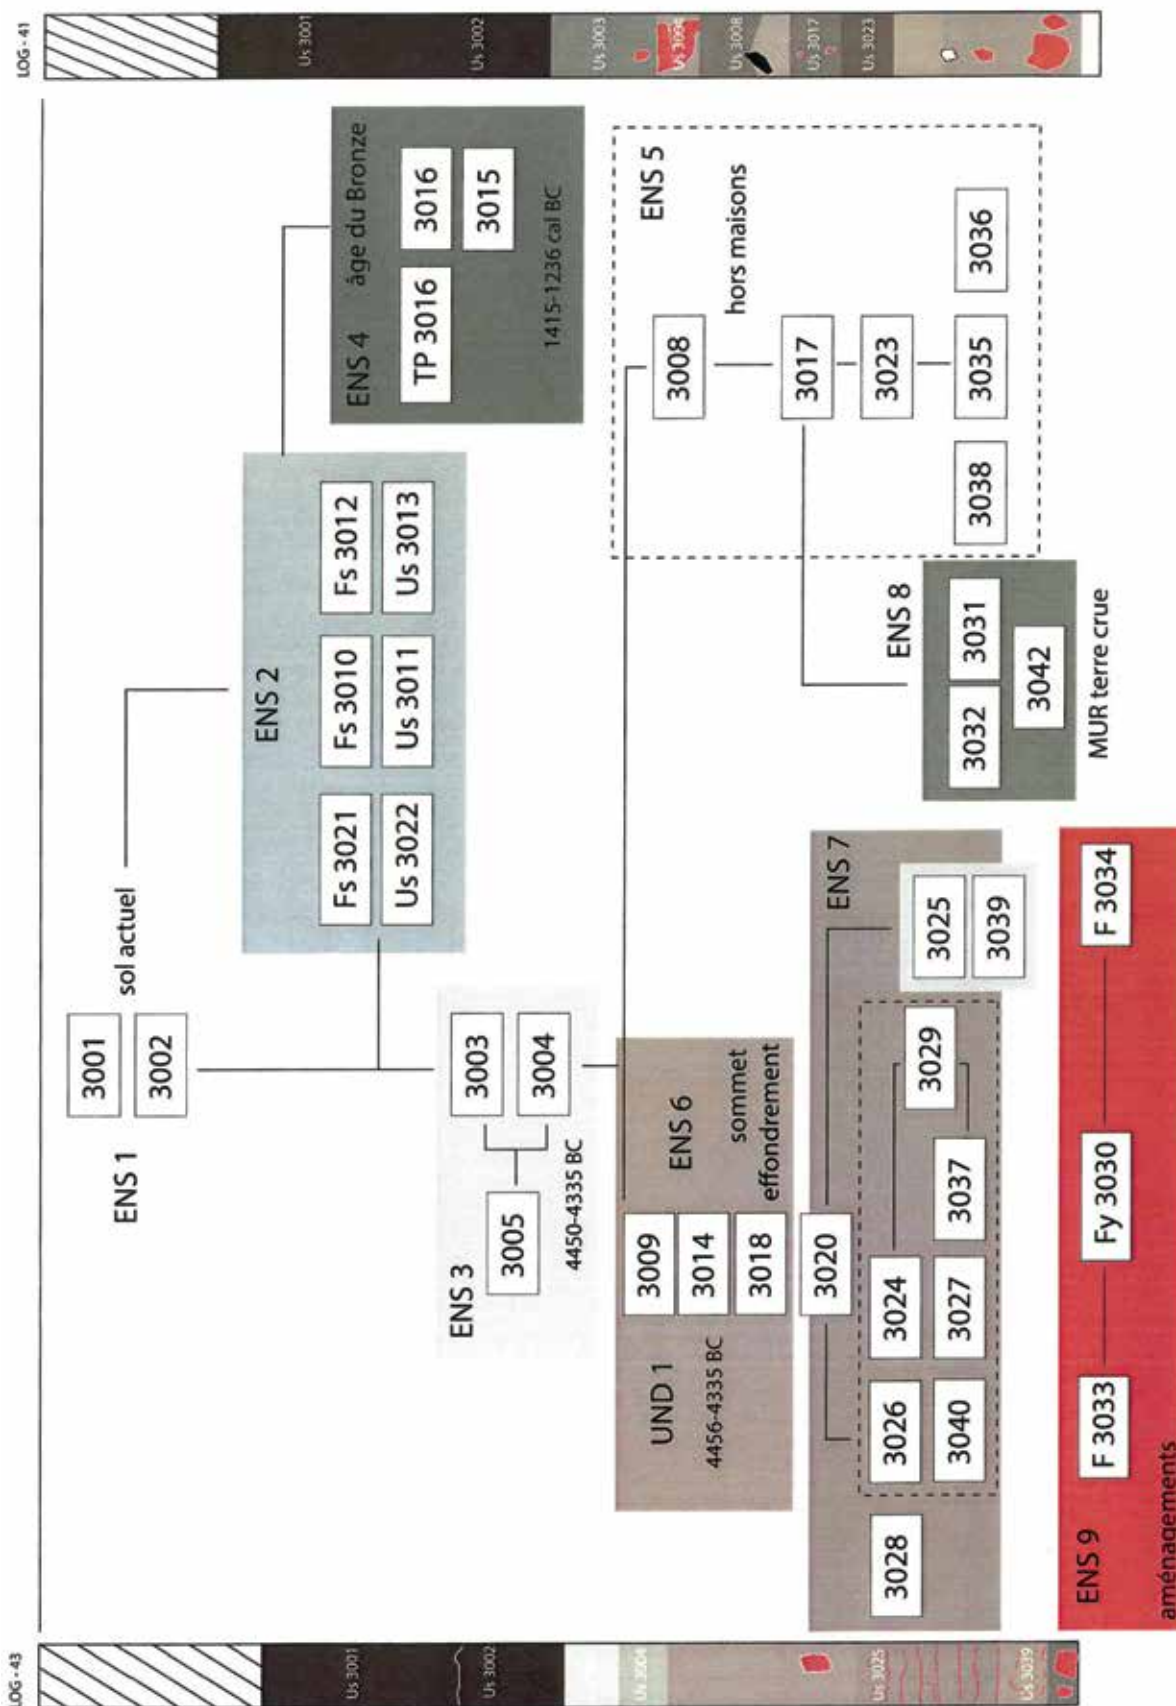 LOG - 43
Us 3001
Us 3002
Us 3004
Us 3025
Us 3039
ENS 1
3001
3002
sol actuel
ENS 2
Fs 3021
Fs 3010
Fs 3012
Us 3022
Us 3011
Us 3013
ENS 4
âge du Bronze
TP 3016
3016
3015
1415-1236 cal BC
ENS 3
3003
3005
3004
4450-4335 BC
UND 1
3009
ENS 6
3014
4456-4335 BC
3018
sommet
effondrement
ENS 5
3008
hors maisons
3017
3023
3038
3035
3036
ENS 7
3020
3028
3026
3024
3029
3025
3040
3027
3037
3039
ENS 8
3032
3031
3042
MUR terre crue
ENS 9
F 3033
Fy 3030
F 3034
aménagements
LOG - 41
Us 3001
Us 3002
Us 3003
Us 3004
Us 3008
Us 3017
Us 3023